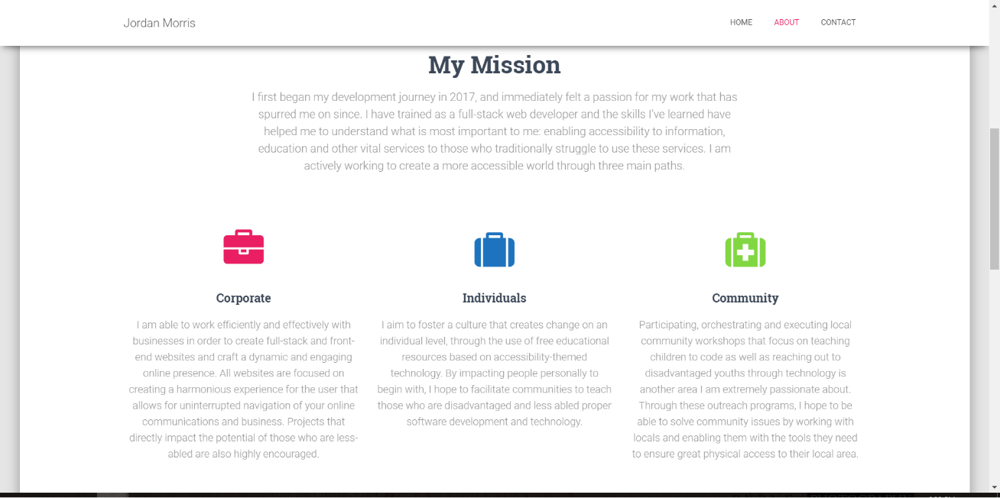 Jordan Morris
HOME
ABOUT
CONTACT
My Mission
I first began my development journey in 2017, and immediately felt a passion for my work that has
spurred me on since. I have trained as a full-stack web developer and the skills I've learned have
helped me to understand what is most important to me: enabling accessibility to information,
education and other vital services to those who traditionally struggle to use these services. I am
actively working to create a more accessible world through three main paths.
Corporate
I am able to work efficiently and effectively with
businesses in order to create full-stack and front-
end websites and craft a dynamic and engaging
online presence. All websites are focused on
creating a harmonious experience for the user that
allows for uninterrupted navigation of your online
communications and business. Projects that
directly impact the potential of those who are less-
abled are also highly encouraged.
Individuals
I aim to foster a culture that creates change on an
individual level, through the use of free educational
resources based on accessibility-themed
technology. By impacting people personally to
begin with, I hope to facilitate communities to teach
those who are disadvantaged and less abled proper
software development and technology.
Community
Participating, orchestrating and executing local
community workshops that focus on teaching
children to code as well as reaching out to
disadvantaged youths through technology is
another area I am extremely passionate about.
Through these outreach programs, I hope to be
able to solve community issues by working with
locals and enabling them with the tools they need
to ensure great physical access to their local area.